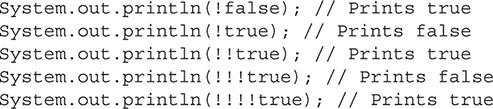 System.out.println(!false); // Prints true
System.out.println(!true); // Prints false
System.out.println(!!true); // Prints true
System.out.println(!!!true); // Prints false
System.out.println(!!!!true); // Prints true